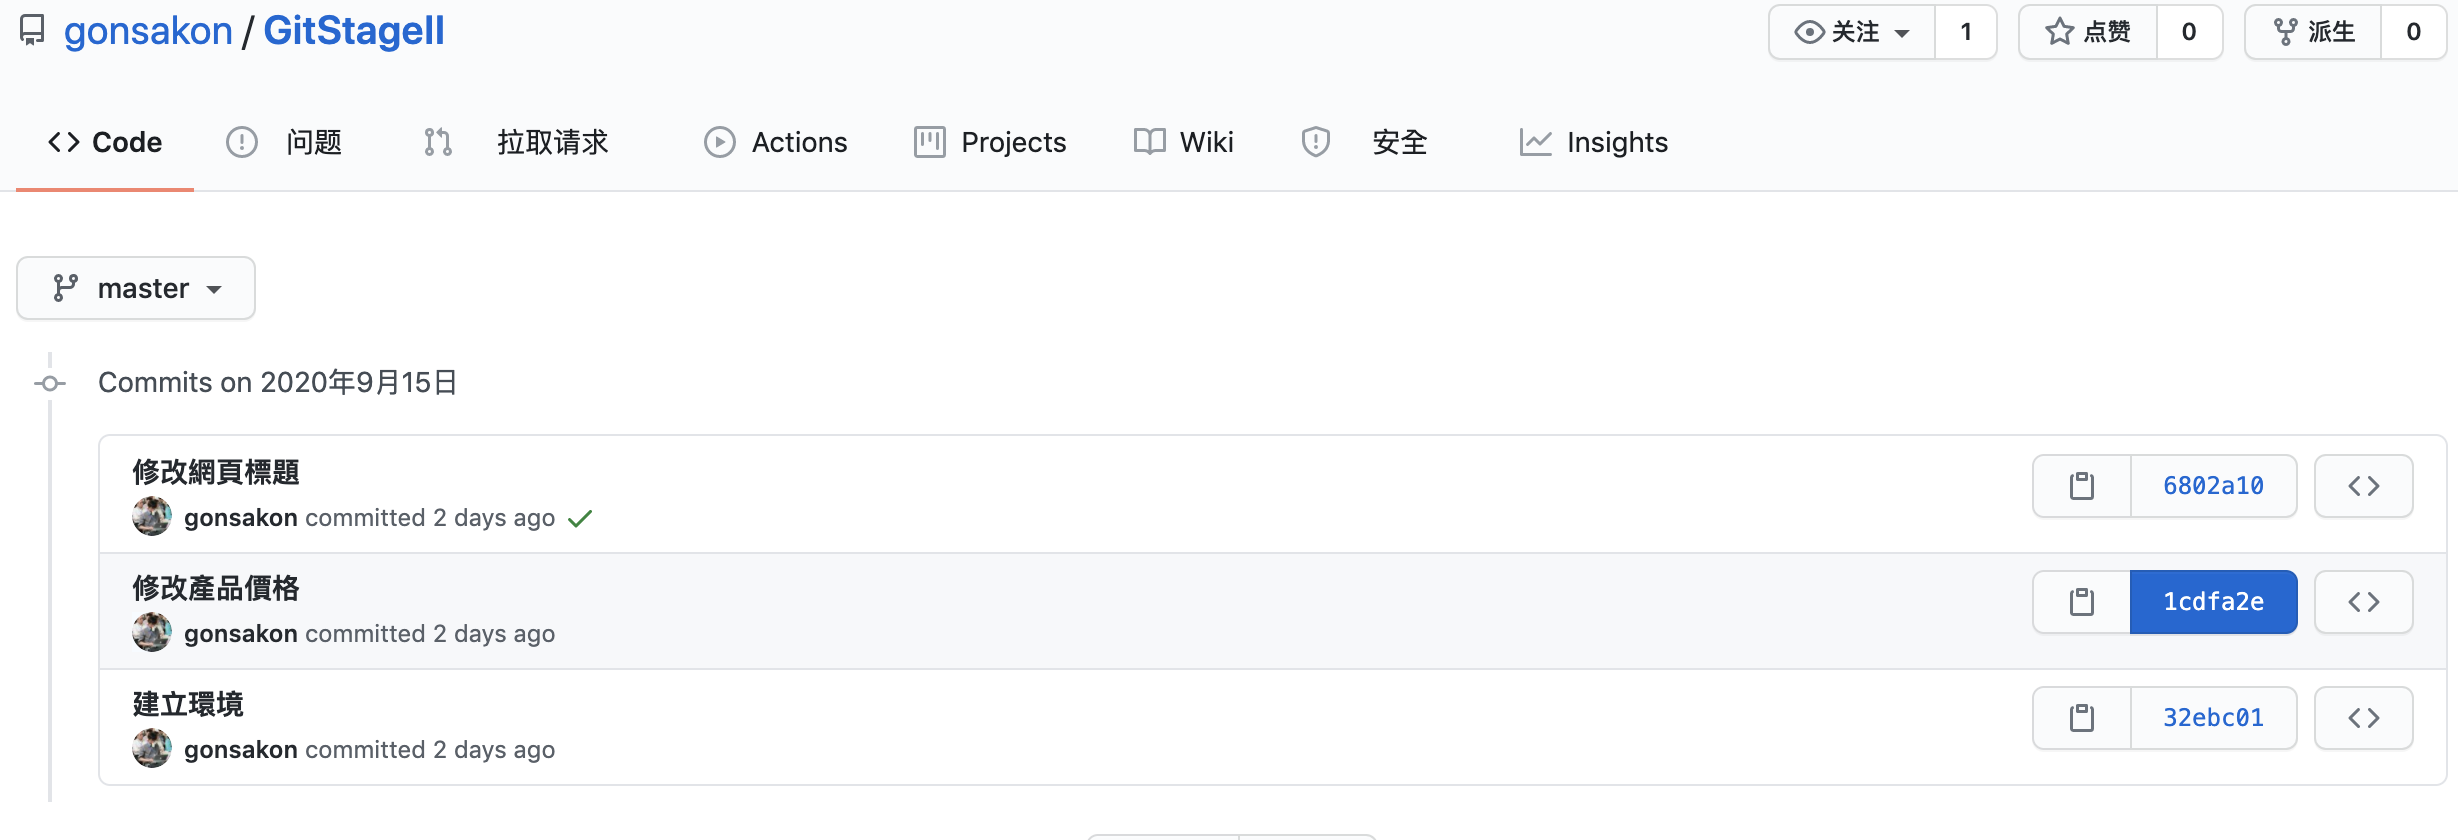 gonsakon / GitStageII
关注 1
点赞 0
派生 0
Code 问题 拉取请求 Actions Projects Wiki 安全 Insights
master
Commits on 2020年9月15日
修改網頁標題
gonsakon committed 2 days ago
6802a10
修改產品價格
gonsakon committed 2 days ago
1cdfa2e
建立環境
gonsakon committed 2 days ago
32ebc01